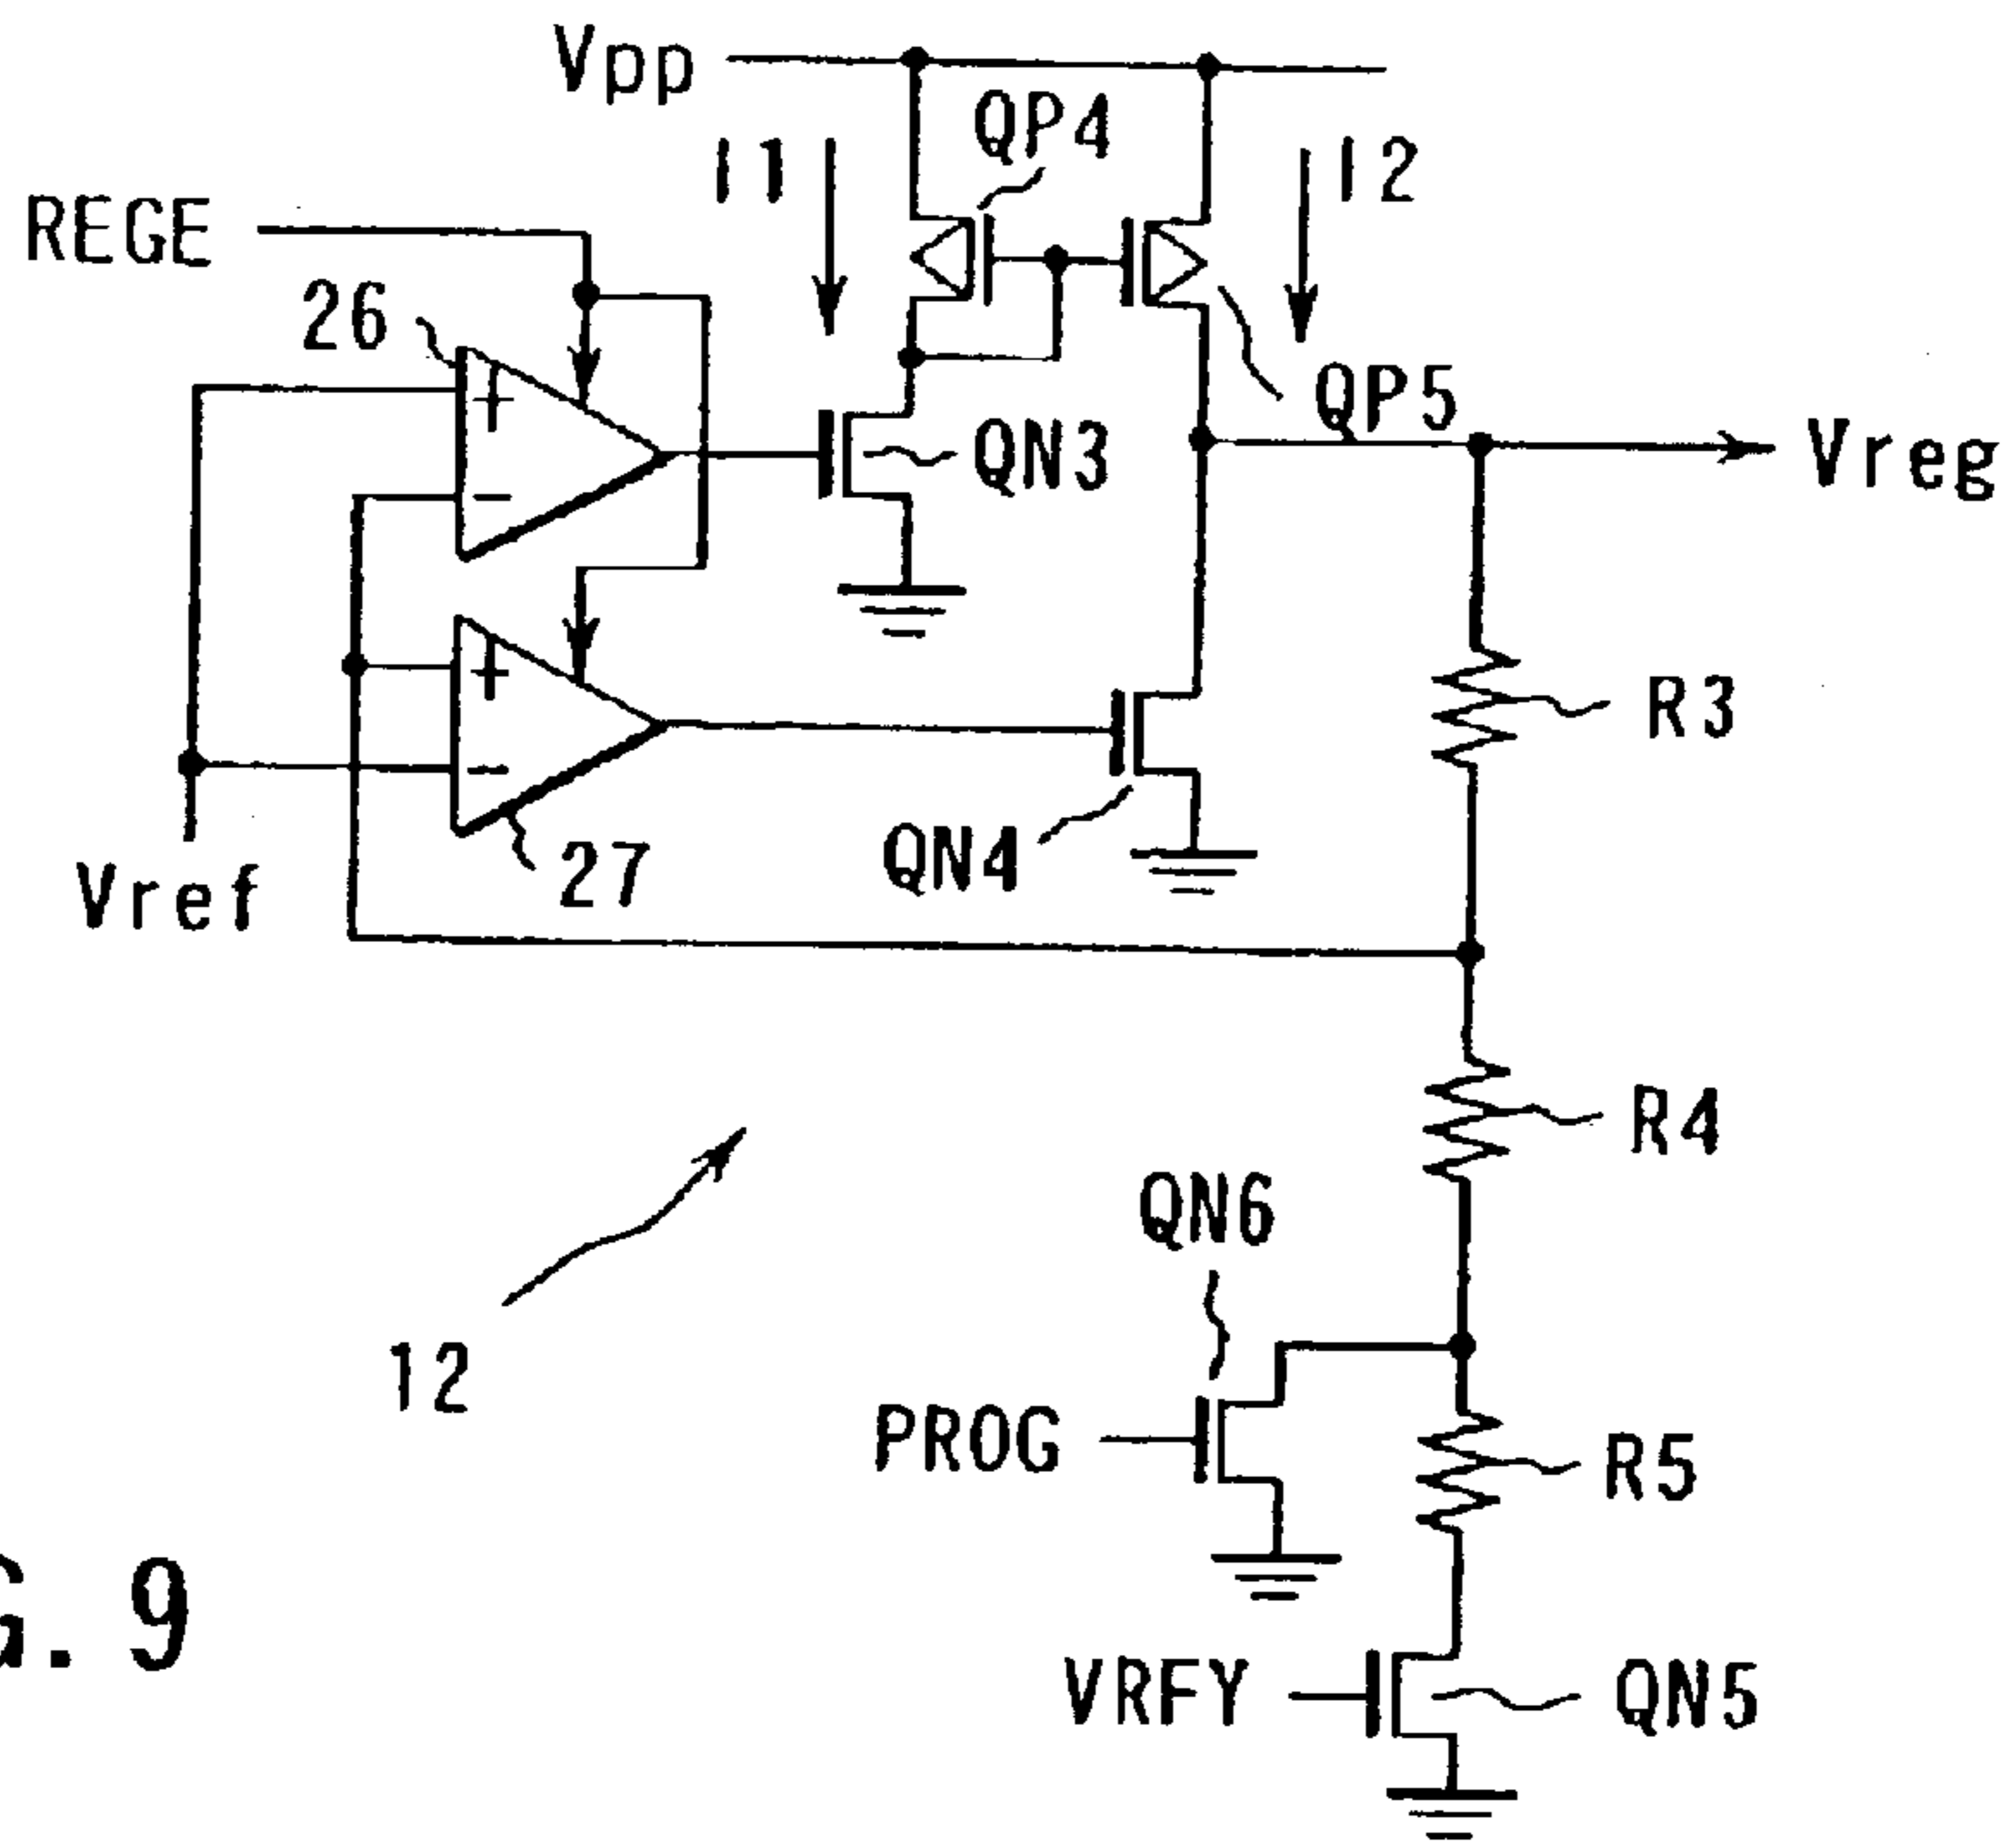 Vpp
QP4
I1
I2
REGE
26
+
QP5
QN3
Vreg
-
+
R3
-
QN4
27
Vref
R4
QN6
12
PROG
R5
G. 9
VRFY
QN5